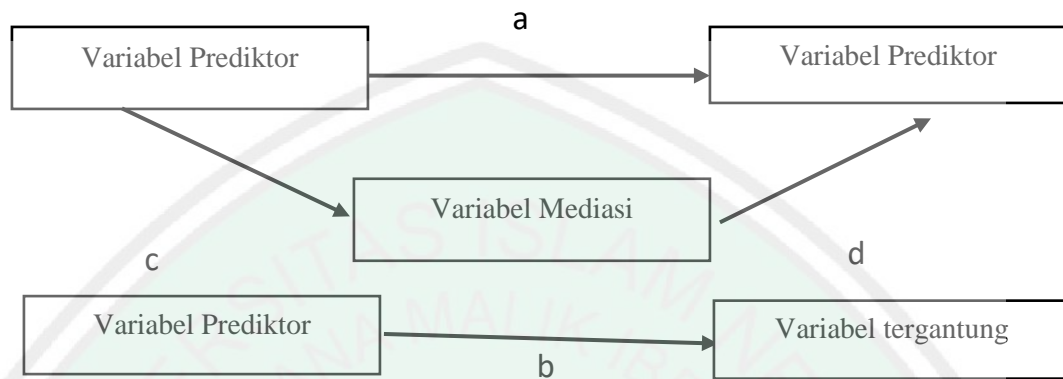 a
Variabel Prediktor
Variabel Prediktor
Variabel Mediasi
c
d
Variabel Prediktor
Variabel tergantung
b